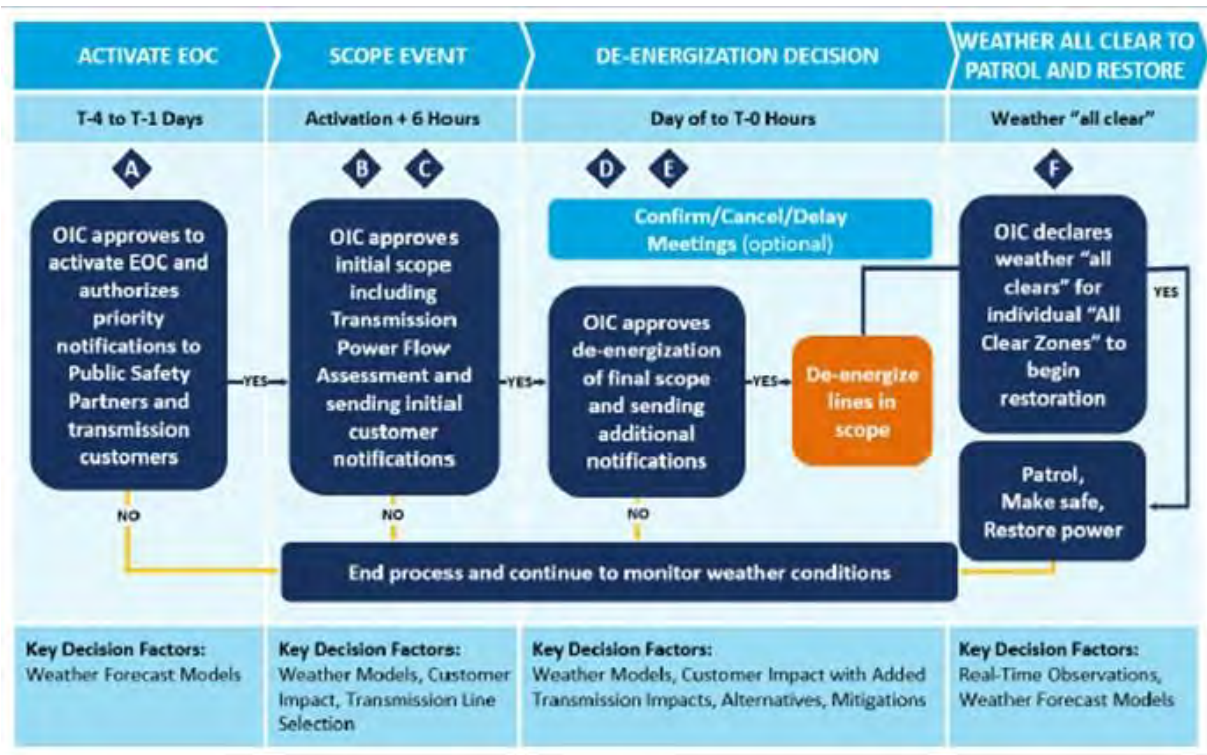 ACTIVATE EOC
SCOPE EVENT
DE-ENERGIZATION DECISION
WEATHER ALL CLEAR TO
PATROL AND RESTORE
T-4 to T-1 Days
Activation + 6 Hours
Day of to T-0 Hours
Weather “all clear”
A
B
C
D
E
F
OIC approves to
activate EOC and
authorizes
priority
notifications to
Public Safety
Partners and
transmission
customers
YES
NO
OIC approves
initial scope
including
Transmission
Power Flow
Assessment and
sending initial
customer
notifications
YES
NO
Confirm/Cancel/Delay
Meetings (optional)
OIC approves
de-energization
of final scope
and sending
additional
notifications
YES
NO
De-energize
lines in
scope
OIC declares
weather “all
clears” for
individual “All
Clear Zones” to
begin
restoration
YES
Patrol,
Make safe,
Restore power
End process and continue to monitor weather conditions
Key Decision Factors:
Weather Forecast Models
Key Decision Factors:
Weather Models, Customer
Impact, Transmission Line
Selection
Key Decision Factors:
Weather Models, Customer Impact with Added
Transmission Impacts, Alternatives, Mitigations
Key Decision Factors:
Real-Time Observations,
Weather Forecast Models